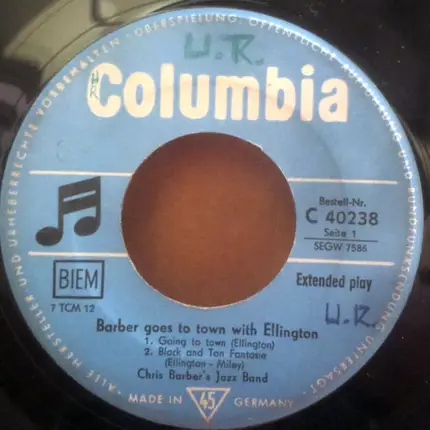 ALLE HERSTELLER UND URHEBERRECHTE VORBEHALTEN · ÜBERSPIELUNG · ÖFFENTLICHE AUFFÜHRUNG UND RUNDFUNKSENDUNG UNTERSAGT ·
U.R.
Columbia
Bestell-Nr.
C 40238
Seite 1
SEGW 7586
BIEM
7 TCM 12
Extended play
U.R.
Barber goes to town with Ellington
1. Going to town (Ellington)
2. Black and Tan Fantasie
(Ellington - Miley)
Chris Barber's Jazz Band
MADE IN 45 GERMANY